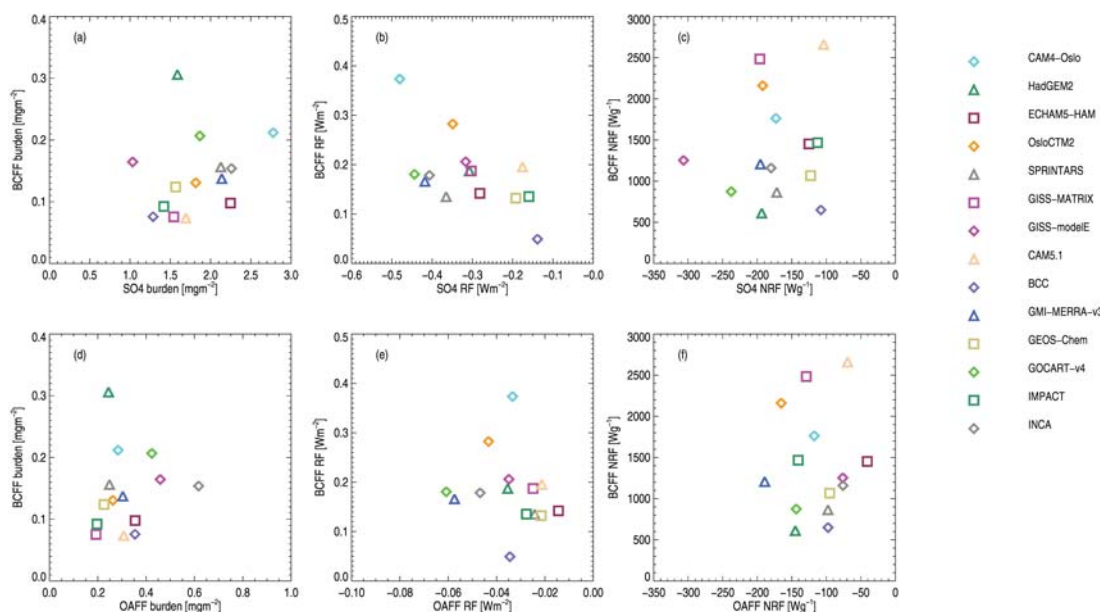 (a)
BCFF burden [mgm⁻²]
0.4
0.3
0.2
0.1
0.0
0.0 0.5 1.0 1.5 2.0 2.5 3.0
SO4 burden [mgm⁻²]
(b)
BCFF RF [Wm⁻²]
0.5
0.4
0.3
0.2
0.1
0.0
−0.6 −0.5 −0.4 −0.3 −0.2 −0.1 −0.0
SO4 RF [Wm⁻²]
(c)
BCFF NRF [Wg⁻¹]
3000
2500
2000
1500
1000
500
0
−350 −300 −250 −200 −150 −100 −50 0
SO4 NRF [Wg⁻¹]
(d)
BCFF burden [mgm⁻²]
0.4
0.3
0.2
0.1
0.0
0.0 0.2 0.4 0.6 0.8 1.0
OAFF burden [mgm⁻²]
(e)
BCFF RF [Wm⁻²]
0.5
0.4
0.3
0.2
0.1
0.0
−0.10 −0.08 −0.06 −0.04 −0.02 −0.00
OAFF RF [Wm⁻²]
(f)
BCFF NRF [Wg⁻¹]
3000
2500
2000
1500
1000
500
0
−350 −300 −250 −200 −150 −100 −50 0
OAFF NRF [Wg⁻¹]
CAM4−Oslo
HadGEM2
ECHAM5−HAM
OsloCTM2
SPRINTARS
GISS−MATRIX
GISS−modelE
CAM5.1
BCC
GMI−MERRA−v3
GEOS−Chem
GOCART−v4
IMPACT
INCA